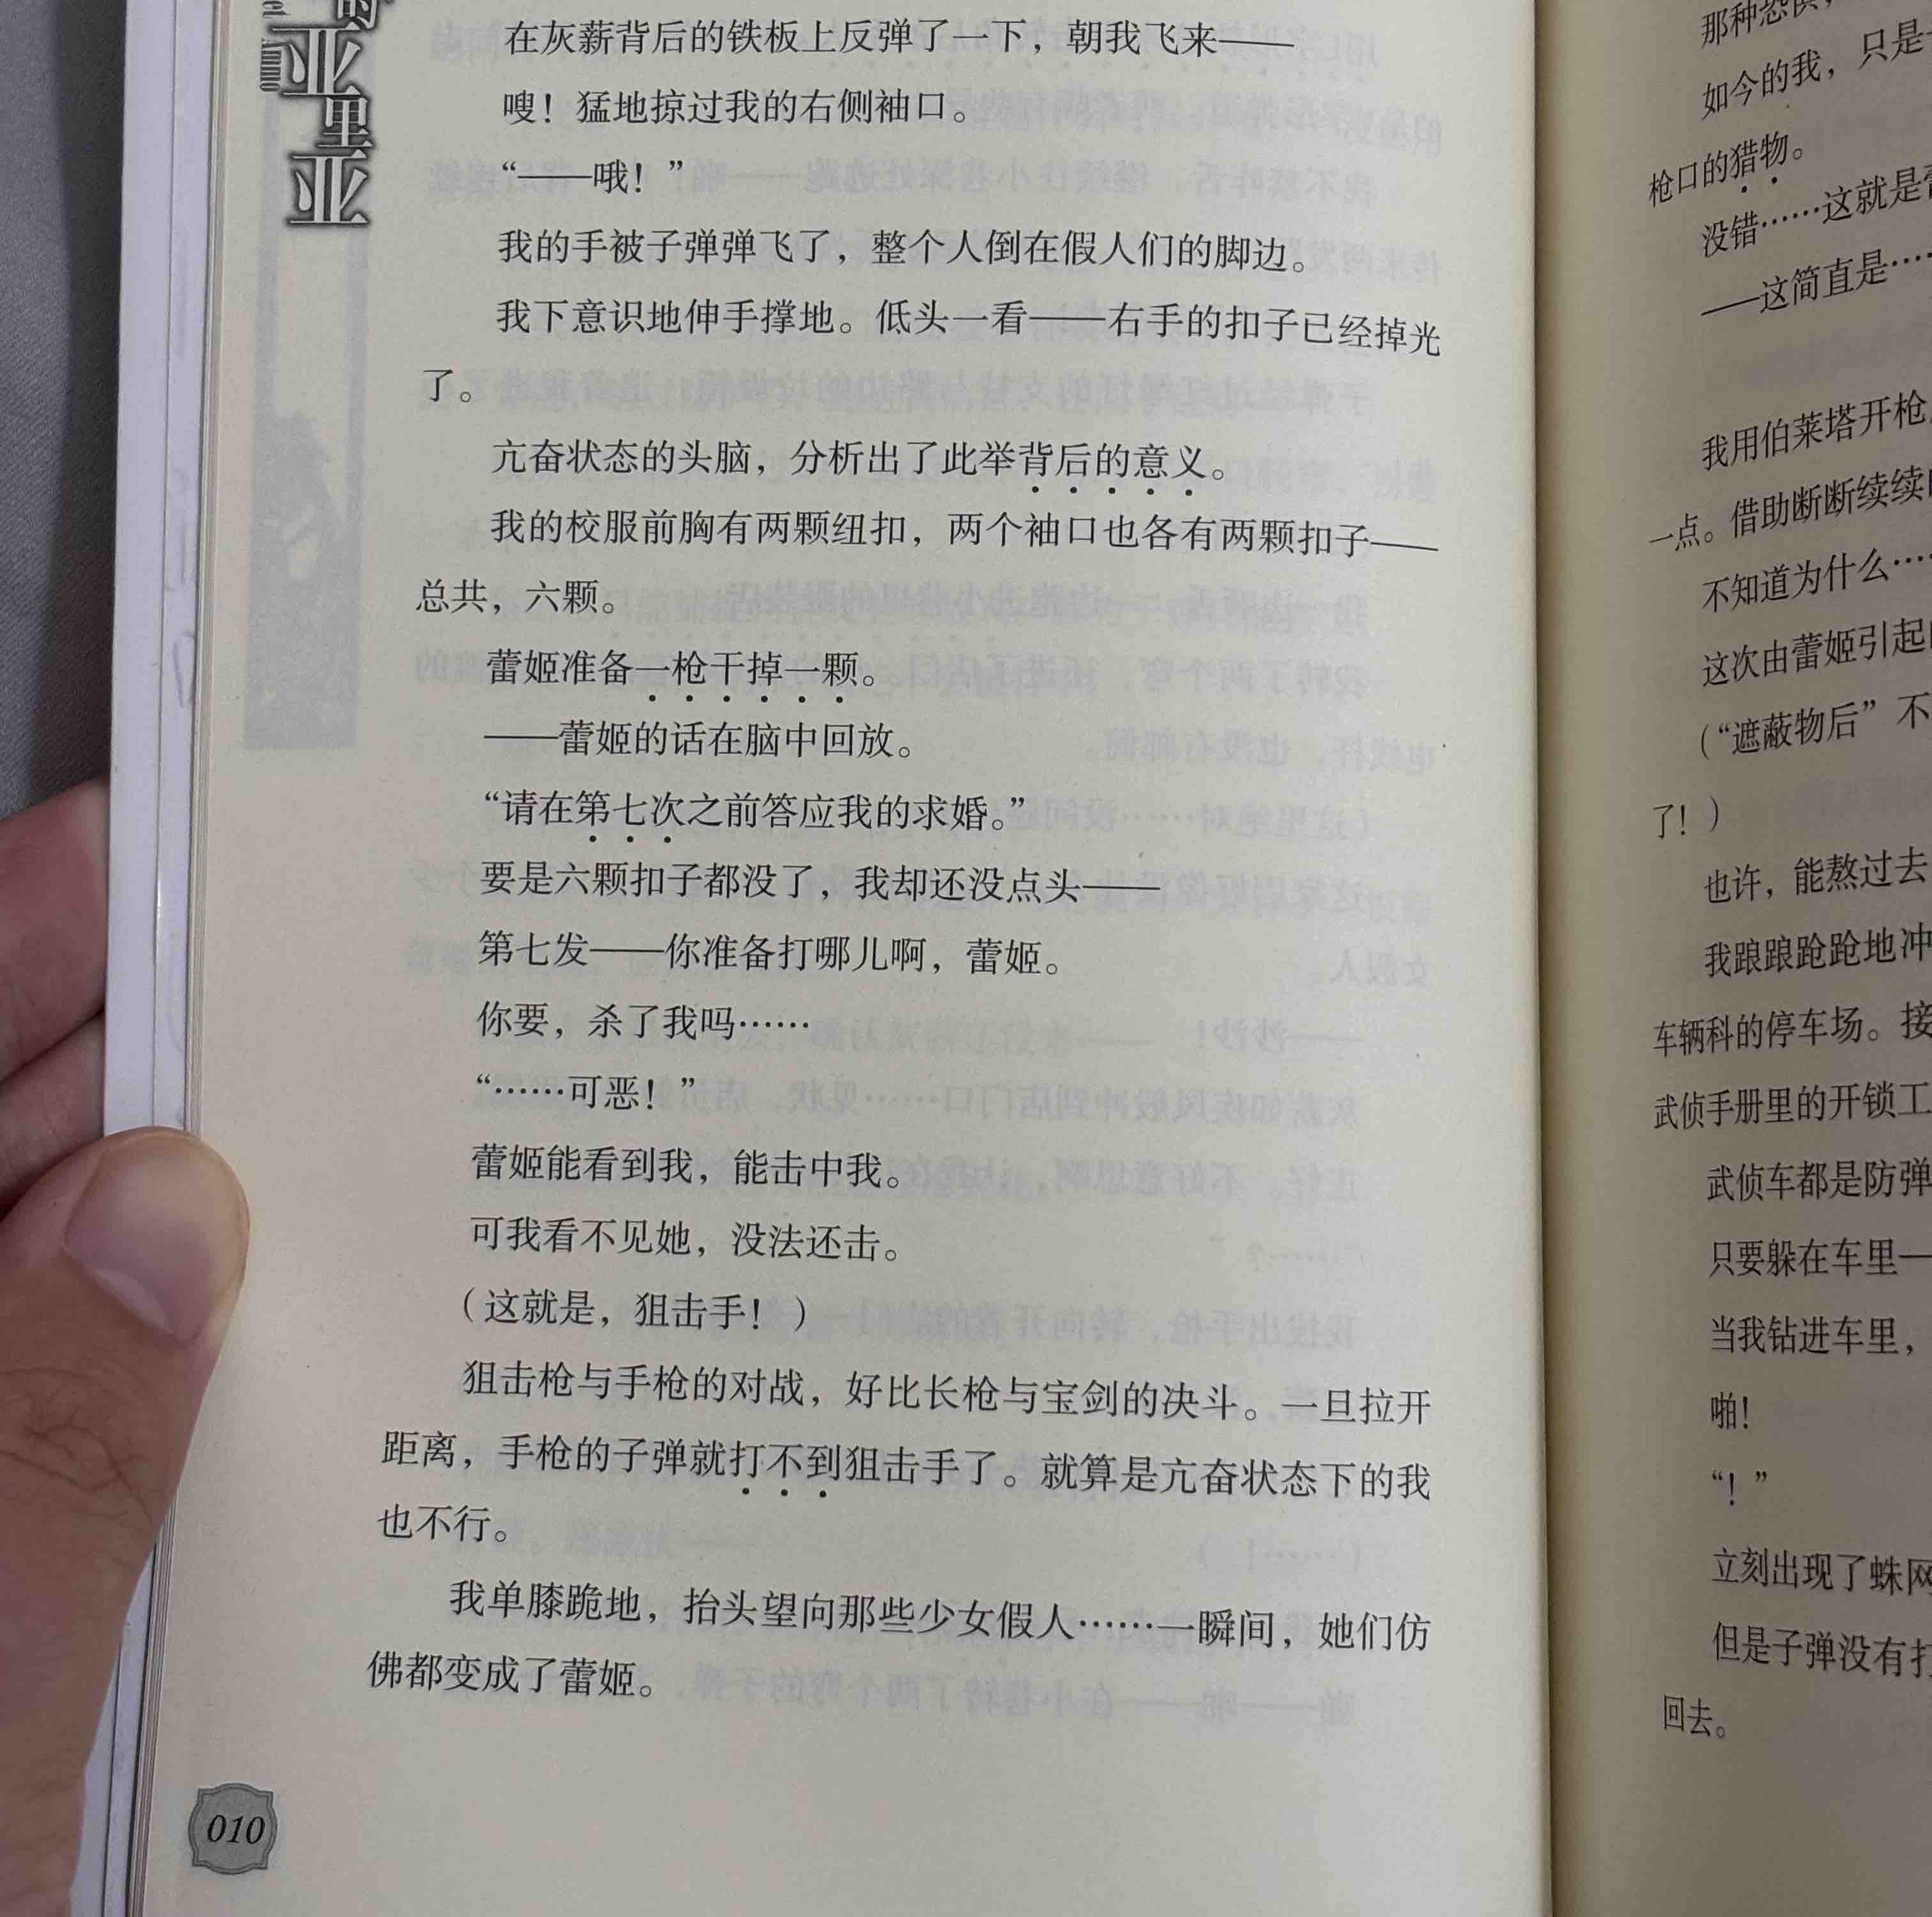 亚里亚
在灰薪背后的铁板上反弹了一下，朝我飞来——
嗖！猛地掠过我的右侧袖口。
“——哦！”
我的手被子弹弹飞了，整个人倒在假人们的脚边。
我下意识地伸手撑地。低头一看——右手的扣子已经掉光
了。
亢奋状态的头脑，分析出了此举背后的意义。
我的校服前胸有两颗纽扣，两个袖口也各有两颗扣子——
总共，六颗。
蕾姬准备一枪干掉一颗。
——蕾姬的话在脑中回放。
“请在第七次之前答应我的求婚。”
要是六颗扣子都没了，我却还没点头——
第七发——你准备打哪儿啊，蕾姬。
你要，杀了我吗……
“……可恶！”
蕾姬能看到我，能击中我。
可我看不见她，没法还击。
（这就是，狙击手！）
狙击枪与手枪的对战，好比长枪与宝剑的决斗。一旦拉开
距离，手枪的子弹就打不到狙击手了。就算是亢奋状态下的我
也不行。
我单膝跪地，抬头望向那些少女假人……一瞬间，她们仿
佛都变成了蕾姬。
010
那种恐惧，
如今的我，只是
枪口的猎物。
没错……这就是
——这简直是……
我用伯莱塔开枪
一点。借助断断续续
不知道为什么……
这次由蕾姬引起
（“遮蔽物后”不
了！）
也许，能熬过去
我踉踉跄跄地冲
车辆科的停车场。接
武侦手册里的开锁工
武侦车都是防弹
只要躲在车里—
当我钻进车里，
啪！
“！”
立刻出现了蛛网
但是子弹没有打
回去。